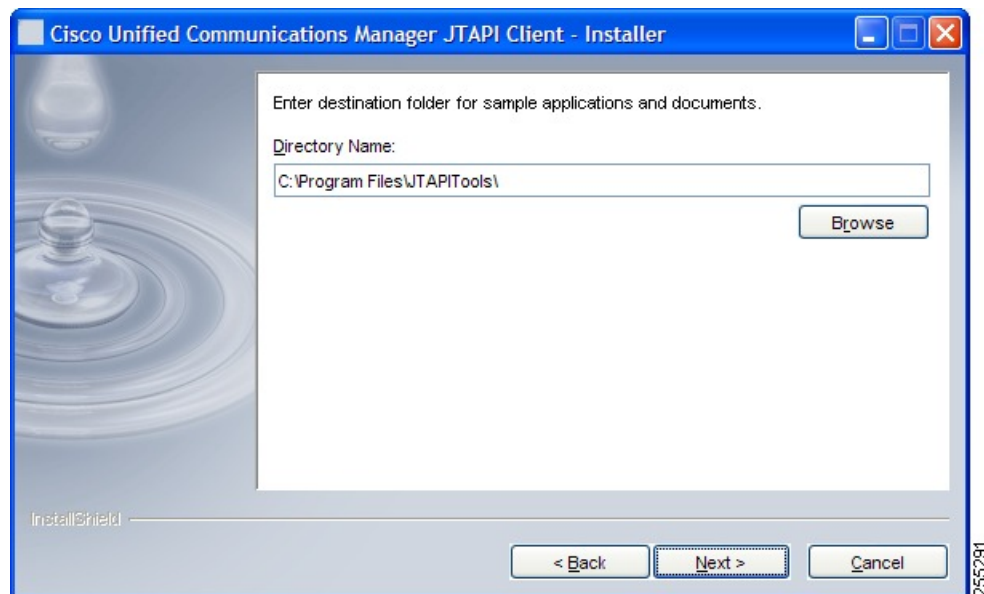 Cisco Unified Communications Manager JTAPI Client - Installer
Enter destination folder for sample applications and documents.
Directory Name:
C:\Program Files\JTAPITools\
Browse
InstallShield
< Back
Next >
Cancel
255291